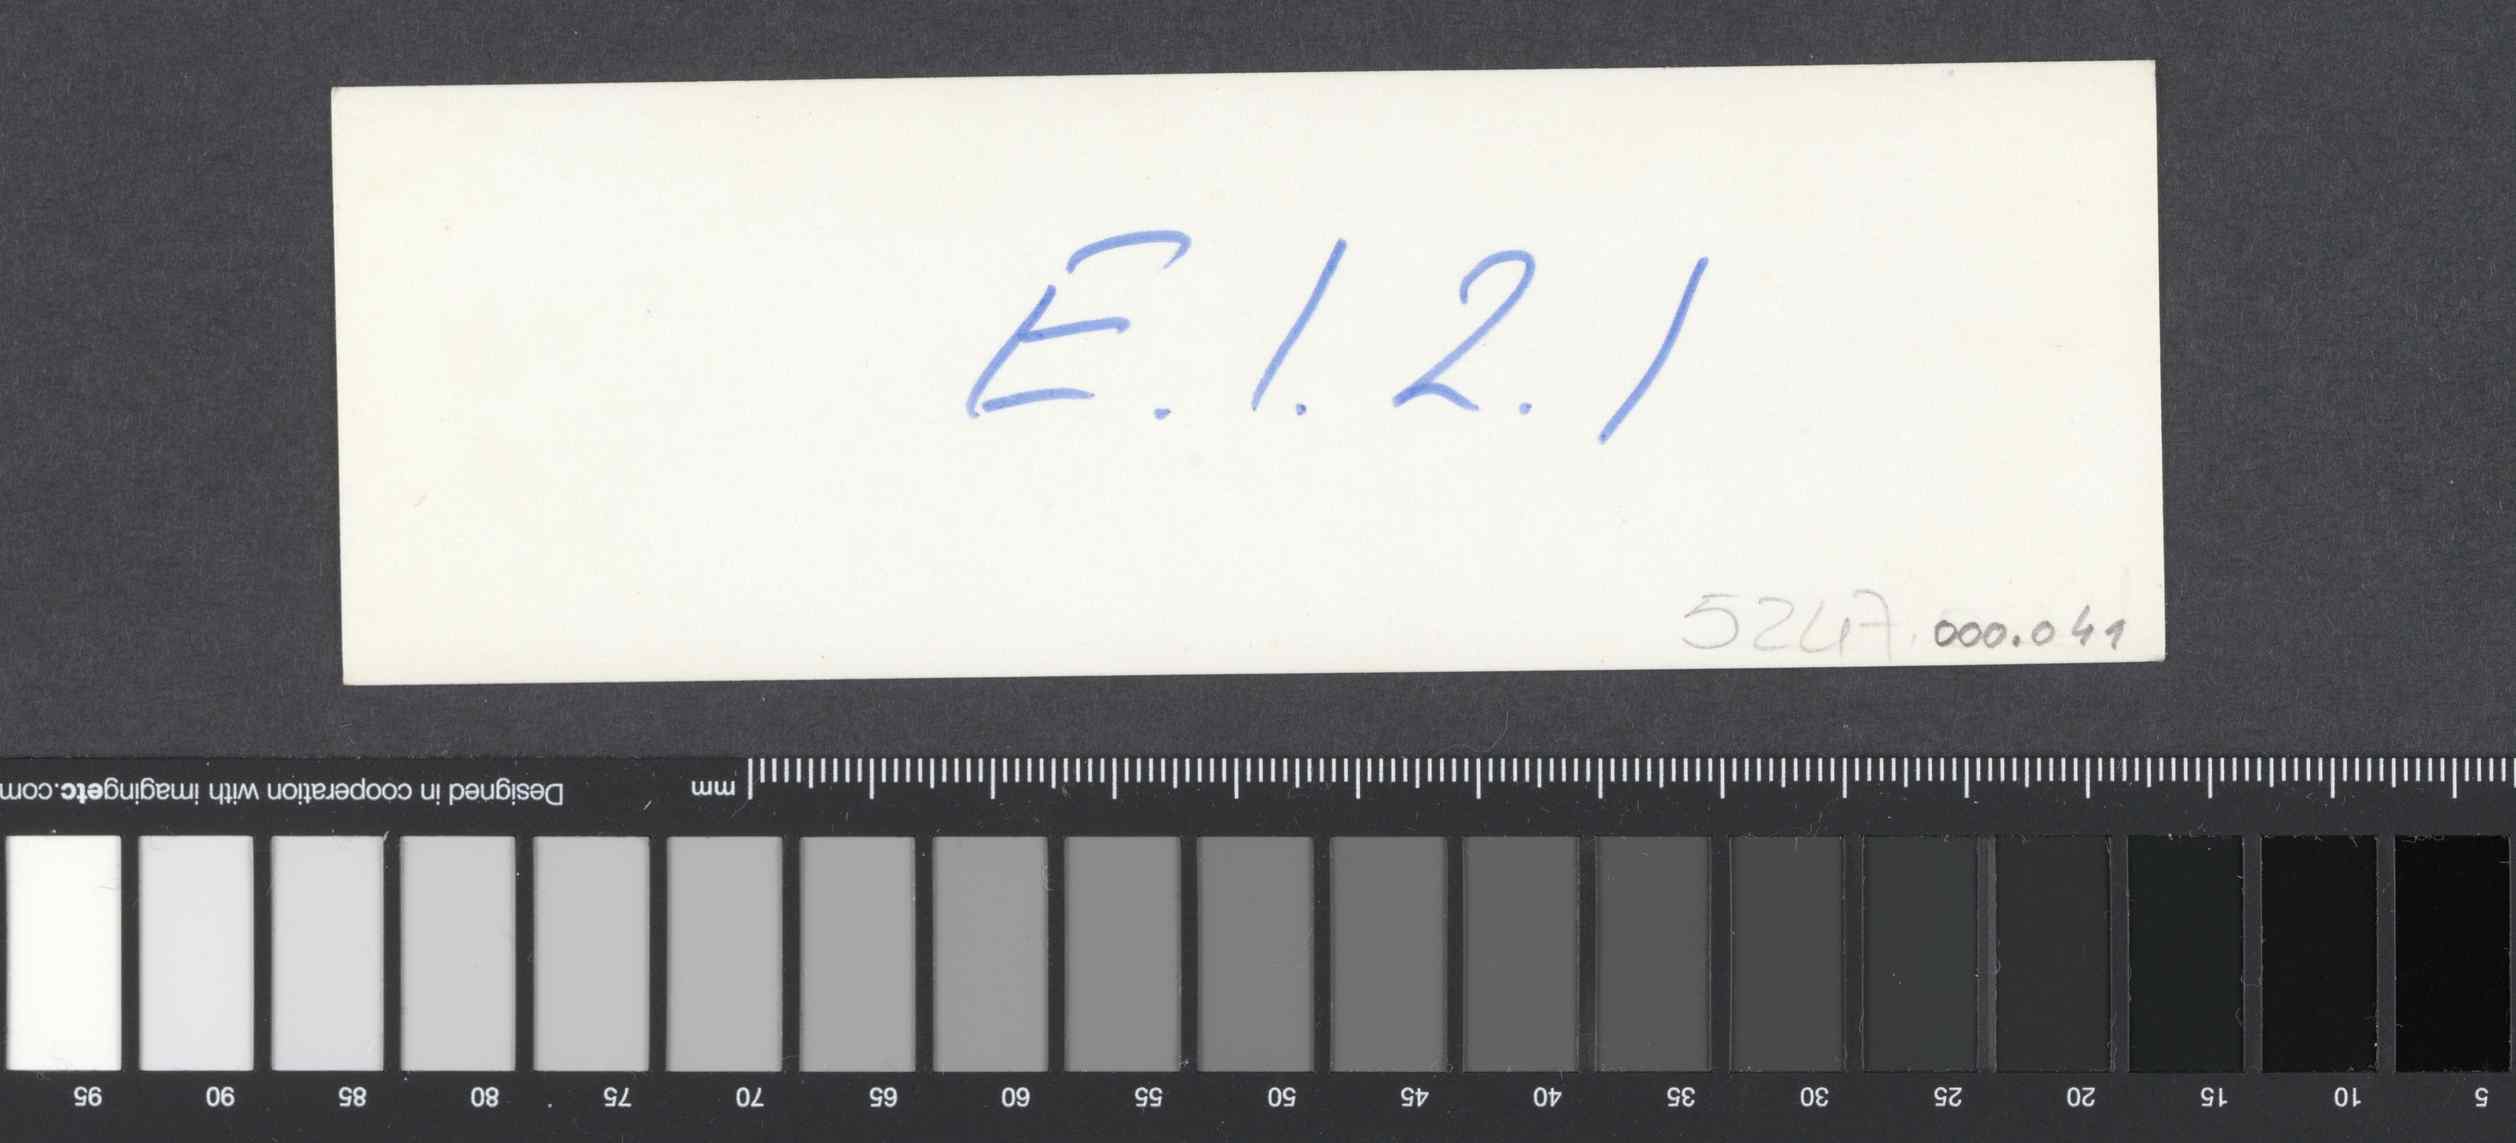 E.1.2.1
5247.000.041
mm
Designed in cooperation with imagingetc.com
95 90 85 80 75 70 65 60 55 50 45 40 35 30 25 20 15 10 5